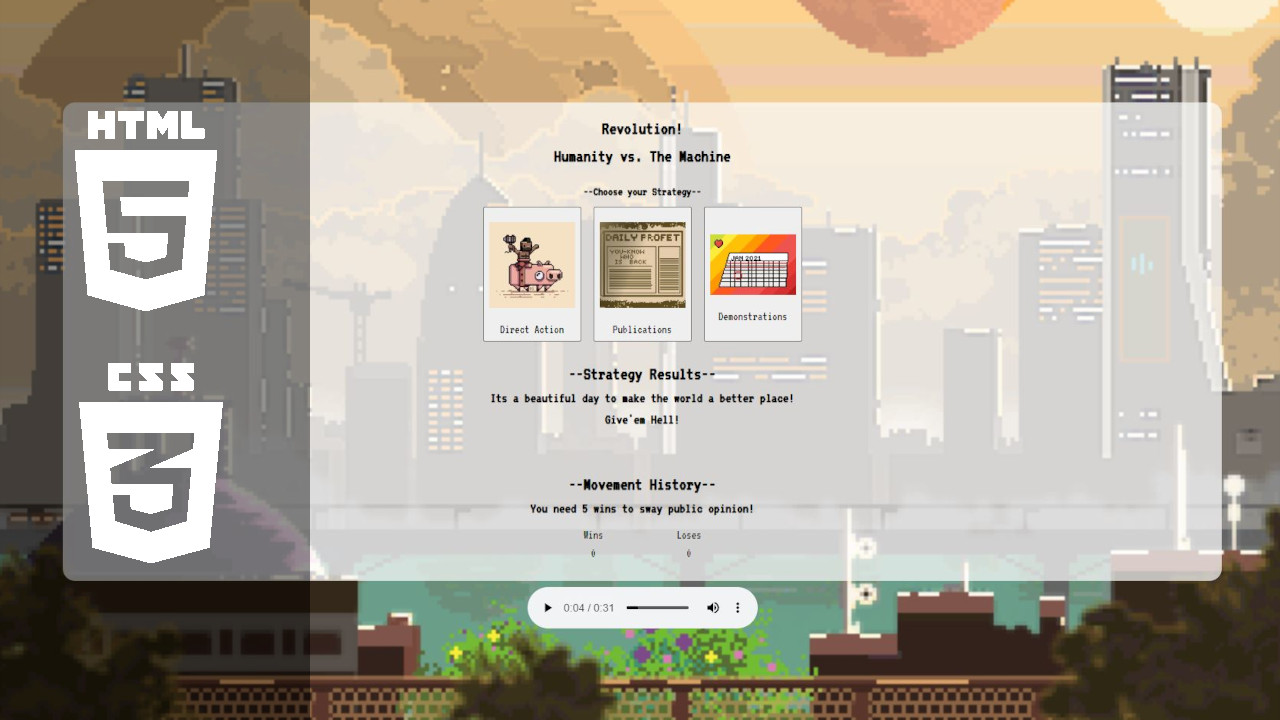 HTML
5
CSS
3
Revolution!
Humanity vs. The Machine
--Choose your Strategy--
DAILY PROFET
YOU-KNOW
WHO
IS BACK
JAN 2021
Direct Action
Publications
Demonstrations
--Strategy Results--
Its a beautiful day to make the world a better place!
Give'em Hell!
--Movement History--
You need 5 wins to sway public opinion!
Wins Loses
0 0
0:04 / 0:31